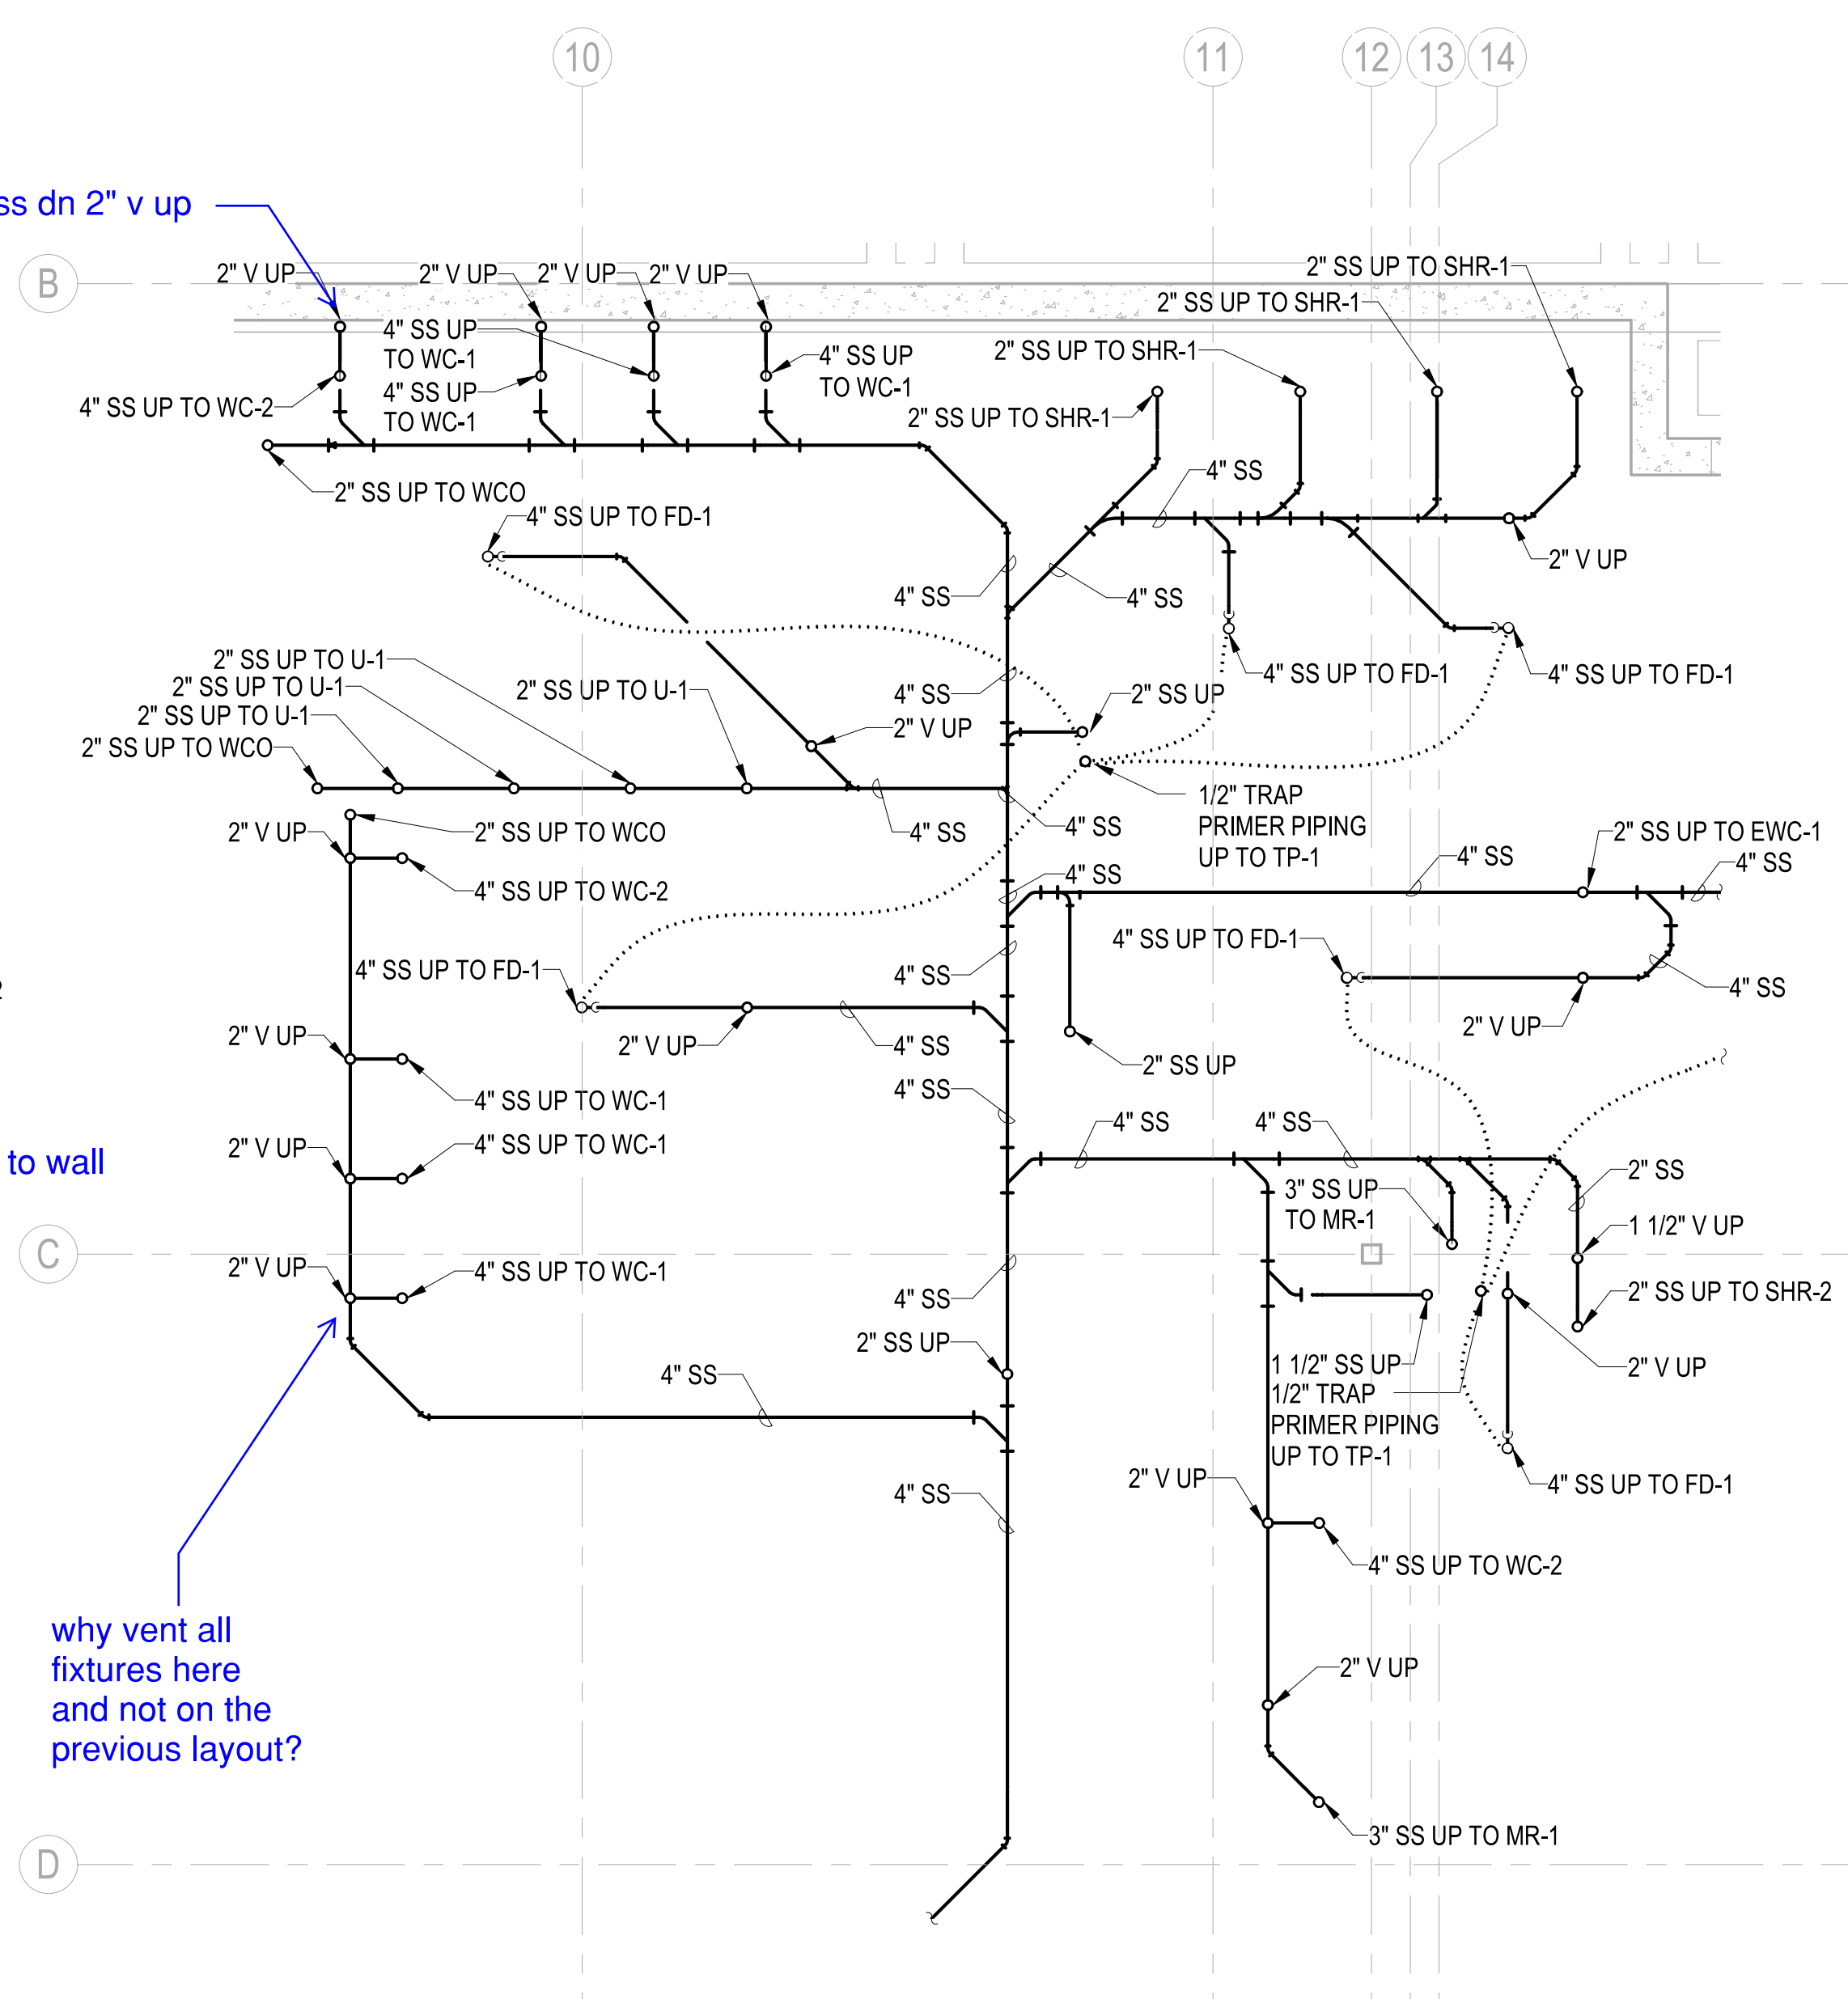 10
11
12
13
14
ss dn 2" v up
B
2" V UP
2" V UP
2" V UP
2" V UP
2" SS UP TO SHR-1
2" SS UP TO SHR-1
4" SS UP
TO WC-1
4" SS UP
TO WC-1
2" SS UP TO SHR-1
4" SS UP TO WC-2
4" SS UP
TO WC-1
2" SS UP TO SHR-1
4" SS
2" SS UP TO WCO
4" SS UP TO FD-1
2" V UP
4" SS
4" SS
2" SS UP TO U-1
2" SS UP TO U-1
2" SS UP TO U-1
2" SS UP TO U-1
2" SS UP TO WCO
4" SS
2" SS UP
4" SS UP TO FD-1
4" SS UP TO FD-1
2" V UP
1/2" TRAP
PRIMER PIPING
UP TO TP-1
2" V UP
2" SS UP TO WCO
4" SS
4" SS
2" SS UP TO EWC-1
4" SS UP TO WC-2
4" SS
4" SS
4" SS
4" SS UP TO FD-1
4" SS
4" SS UP TO FD-1
4" SS
2
2" V UP
2" V UP
4" SS
2" V UP
4" SS UP TO WC-1
4" SS
2" SS UP
2" V UP
4" SS UP TO WC-1
4" SS
4" SS
to wall
2" SS
3" SS UP
TO MR-1
1 1/2" V UP
C
2" V UP
4" SS UP TO WC-1
4" SS
2" SS UP TO SHR-2
2" SS UP
4" SS
1 1/2" SS UP
1/2" TRAP
PRIMER PIPING
UP TO TP-1
2" V UP
2" V UP
4" SS
4" SS UP TO FD-1
4" SS UP TO WC-2
why vent all
fixtures here
and not on the
previous layout?
2" V UP
3" SS UP TO MR-1
D